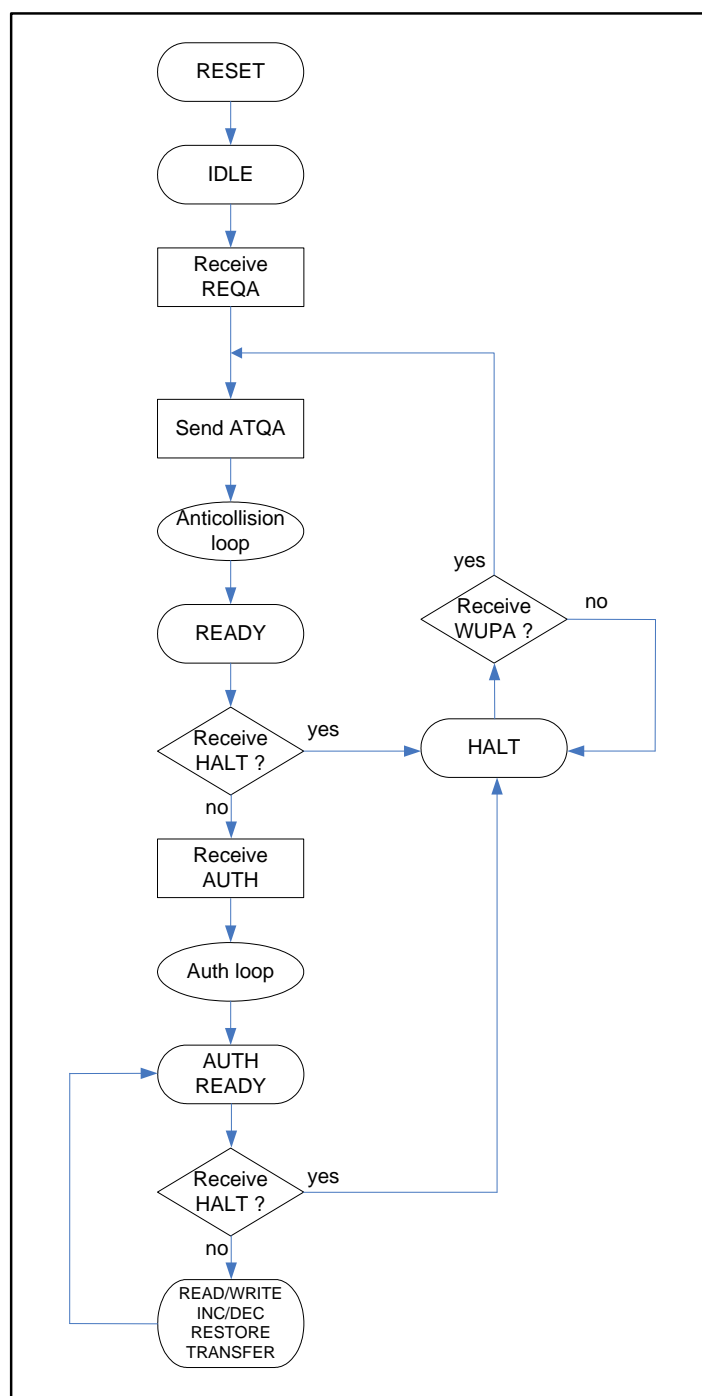 RESET
IDLE
Receive
REQA
Send ATQA
Anticollision
loop
yes
Receive
WUPA ?
no
READY
Receive
HALT ?
yes
HALT
no
Receive
AUTH
Auth loop
AUTH
READY
Receive
HALT ?
yes
no
READ/WRITE
INC/DEC
RESTORE
TRANSFER